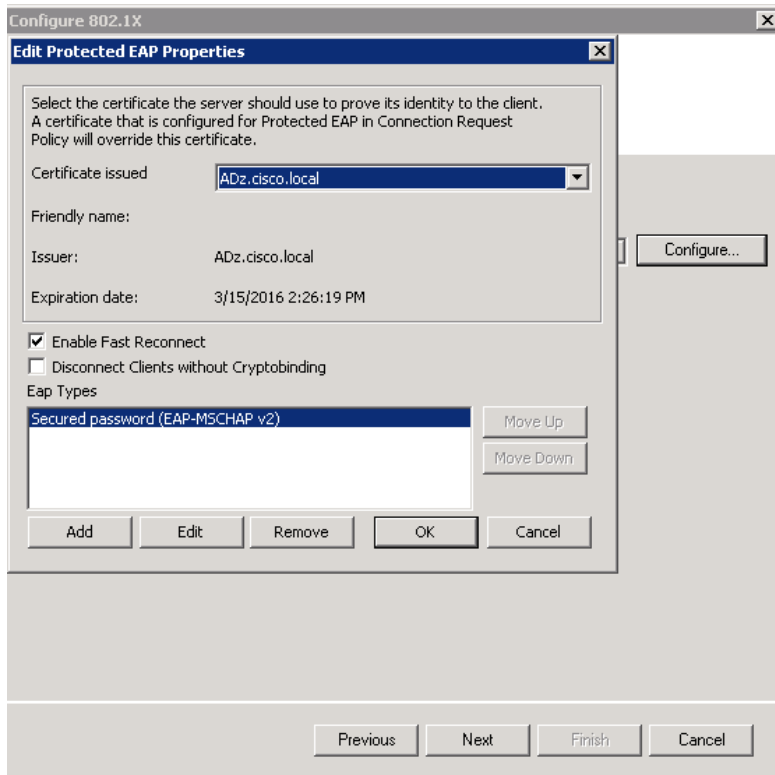 Configure 802.1X
Edit Protected EAP Properties
Select the certificate the server should use to prove its identity to the client.
A certificate that is configured for Protected EAP in Connection Request
Policy will override this certificate.
Certificate issued
ADz.cisco.local
Friendly name:
Issuer:
ADz.cisco.local
Configure...
Expiration date:
3/15/2016 2:26:19 PM
Enable Fast Reconnect
Disconnect Clients without Cryptobinding
Eap Types
Secured password (EAP-MSCHAP v2)
Move Up
Move Down
Add
Edit
Remove
OK
Cancel
Previous
Next
Finish
Cancel